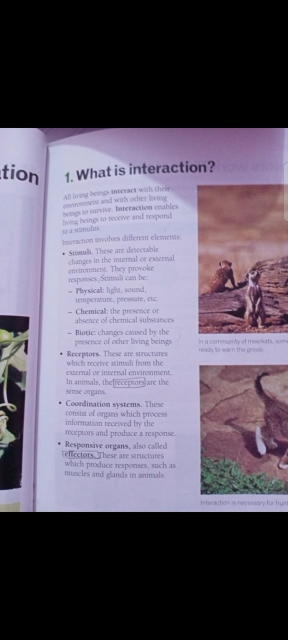 tion
1. What is interaction?
All living beings interact with their
environment and with other living
beings to survive. Interaction enables
living beings to receive and respond
to a stimulus.
Interaction involves different elements:
• Stimuli. These are detectable
changes in the internal or external
environment. They provoke
responses. Stimuli can be:
– Physical: light, sound,
temperature, pressure, etc.
– Chemical: the presence or
absence of chemical substances
– Biotic: changes caused by the
presence of other living beings
• Receptors. These are structures
which receive stimuli from the
external or internal environment.
In animals, the receptors are the
sense organs.
• Coordination systems. These
consist of organs which process
information received by the
receptors and produce a response.
• Responsive organs, also called
effectors. These are structures
which produce responses, such as
muscles and glands in animals.
In a community of meerkats, some
ready to warn the group.
Interaction is necessary for